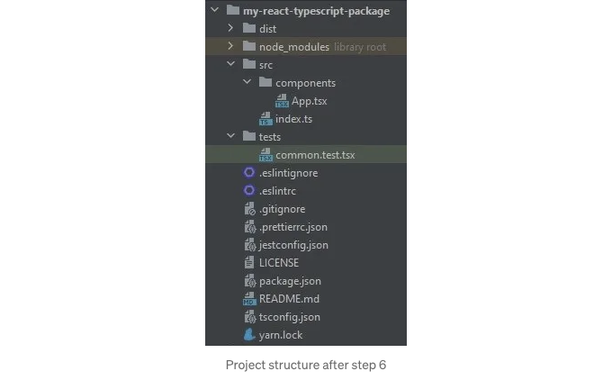 my-react-typescript-package
dist
node_modules library root
src
components
App.tsx
index.ts
tests
common.test.tsx
.eslintignore
.eslintrc
.gitignore
.prettierrc.json
jestconfig.json
LICENSE
package.json
README.md
tsconfig.json
yarn.lock
Project structure after step 6